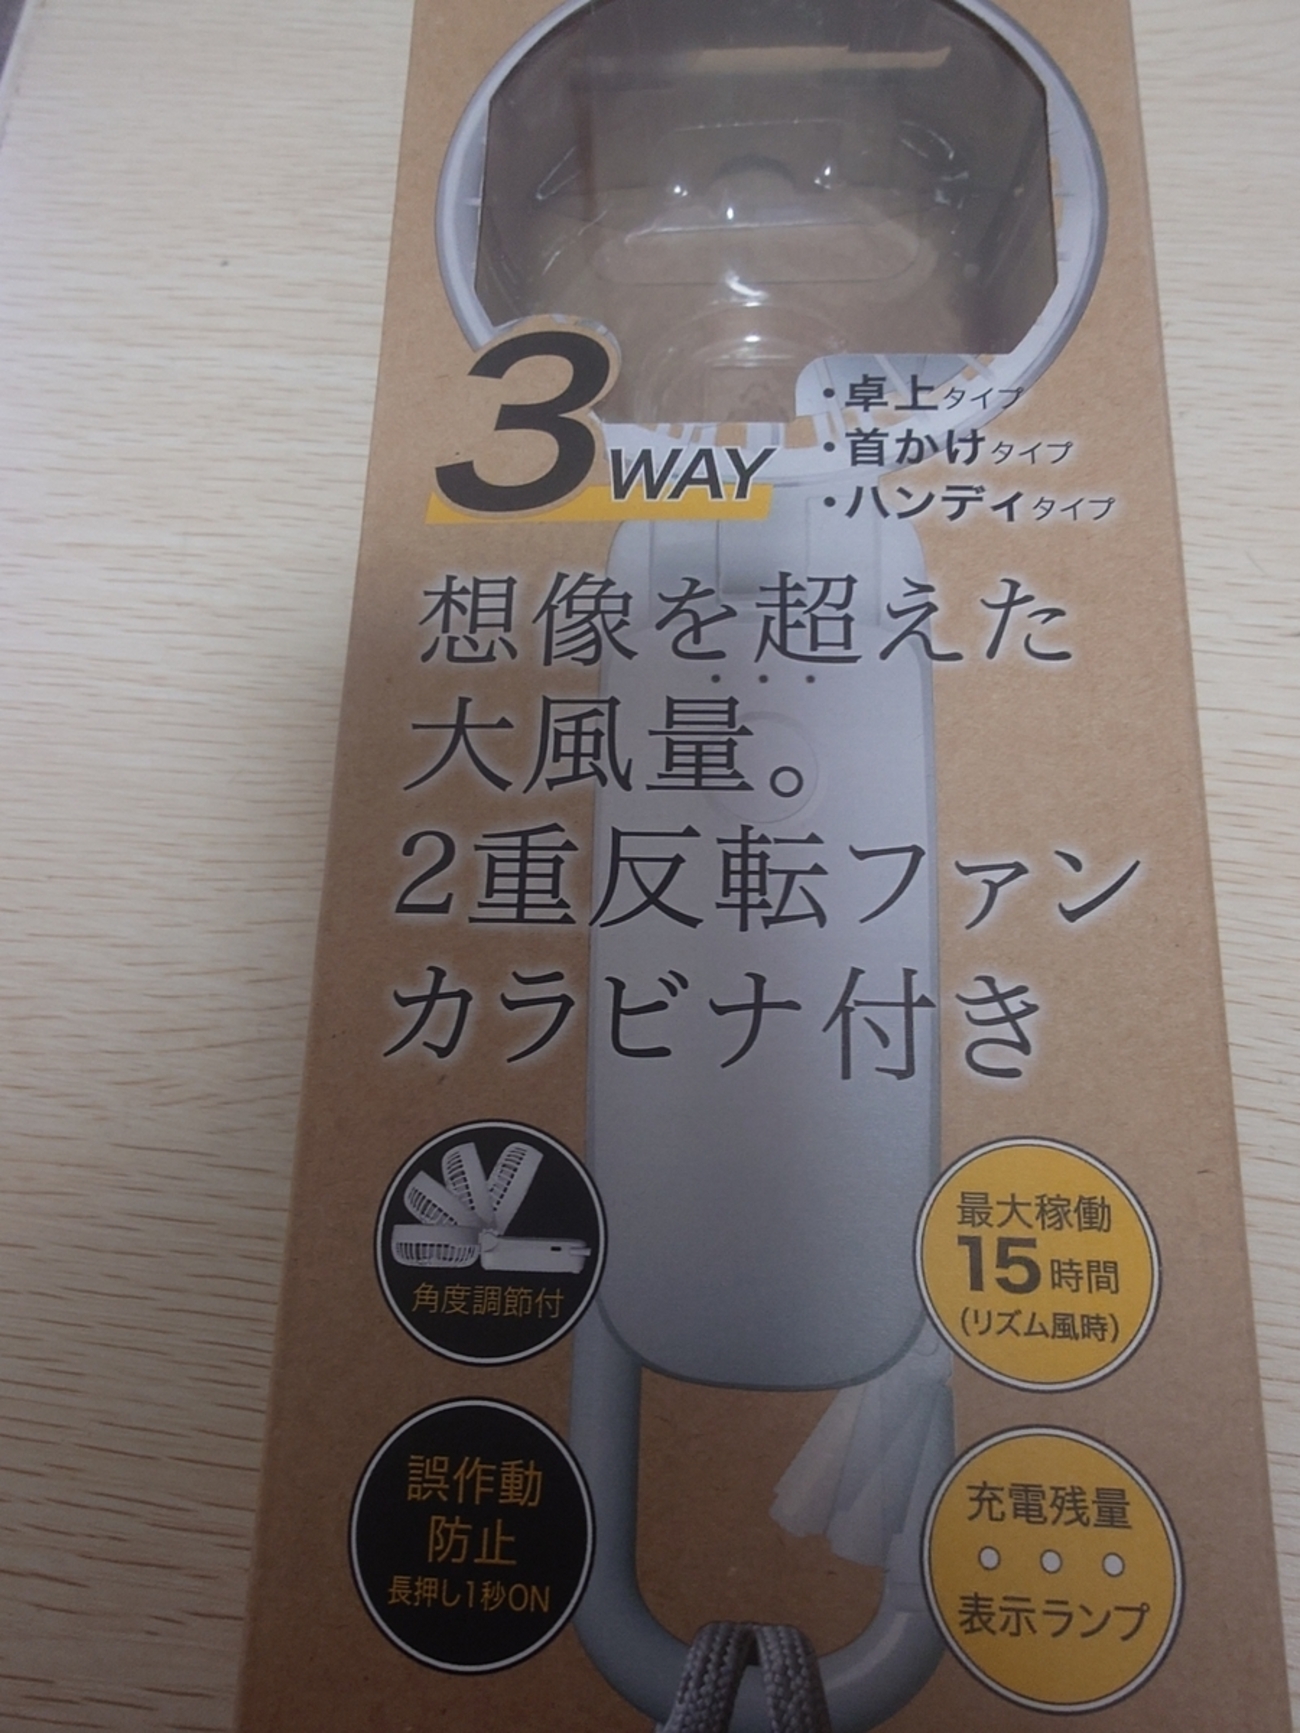 3WAY
・卓上タイプ
・首かけタイプ
・ハンディタイプ
想像を超えた
大風量。
2重反転ファン
カラビナ付き
角度調節付
最大稼働
15時間
(リズム風時)
誤作動
防止
長押し1秒ON
充電残量
表示ランプ